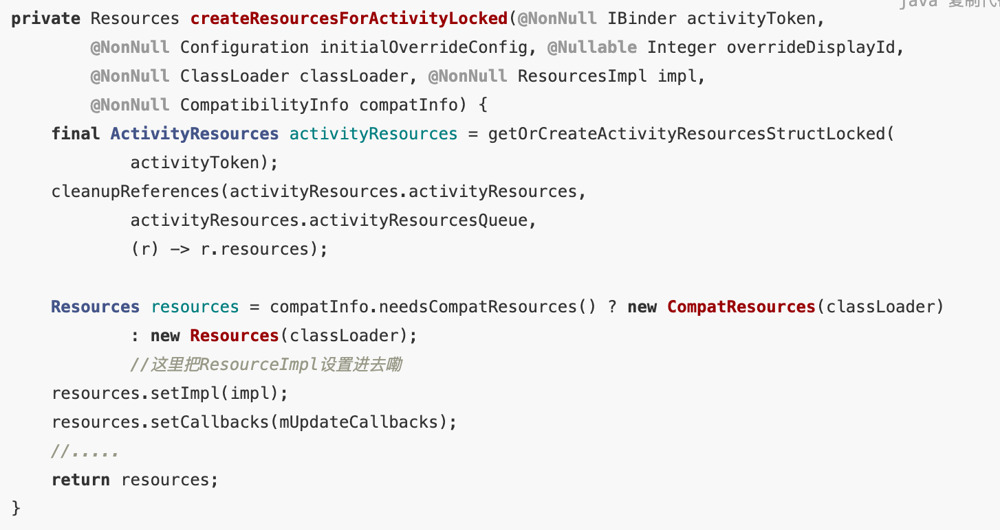 java 复制代
private Resources createResourcesForActivityLocked(@NonNull IBinder activityToken,
        @NonNull Configuration initialOverrideConfig, @Nullable Integer overrideDisplayId,
        @NonNull ClassLoader classLoader, @NonNull ResourcesImpl impl,
        @NonNull CompatibilityInfo compatInfo) {
    final ActivityResources activityResources = getOrCreateActivityResourcesStructLocked(
            activityToken);
    cleanupReferences(activityResources.activityResources,
            activityResources.activityResourcesQueue,
            (r) -> r.resources);

    Resources resources = compatInfo.needsCompatResources() ? new CompatResources(classLoader)
            : new Resources(classLoader);
            //这里把ResourceImpl设置进去嘞
    resources.setImpl(impl);
    resources.setCallbacks(mUpdateCallbacks);
    //.....
    return resources;
}